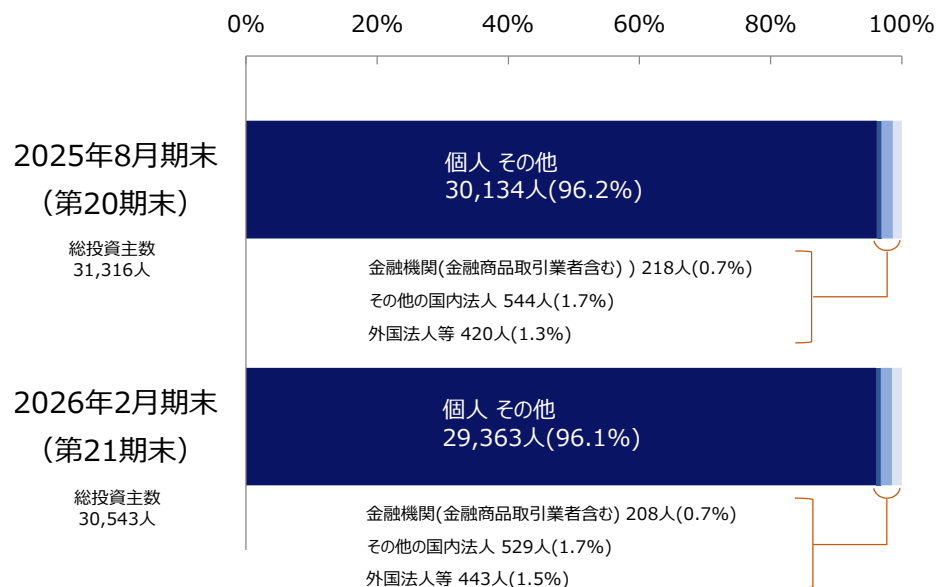 0% 20% 40% 60% 80% 100%
2025年8月期末
（第20期末）
総投資主数
31,316人
個人 その他
30,134人(96.2%)
金融機関(金融商品取引業者含む) ) 218人(0.7%)
その他の国内法人 544人(1.7%)
外国法人等 420人(1.3%)
2026年2月期末
（第21期末）
総投資主数
30,543人
個人 その他
29,363人(96.1%)
金融機関(金融商品取引業者含む) 208人(0.7%)
その他の国内法人 529人(1.7%)
外国法人等 443人(1.5%)